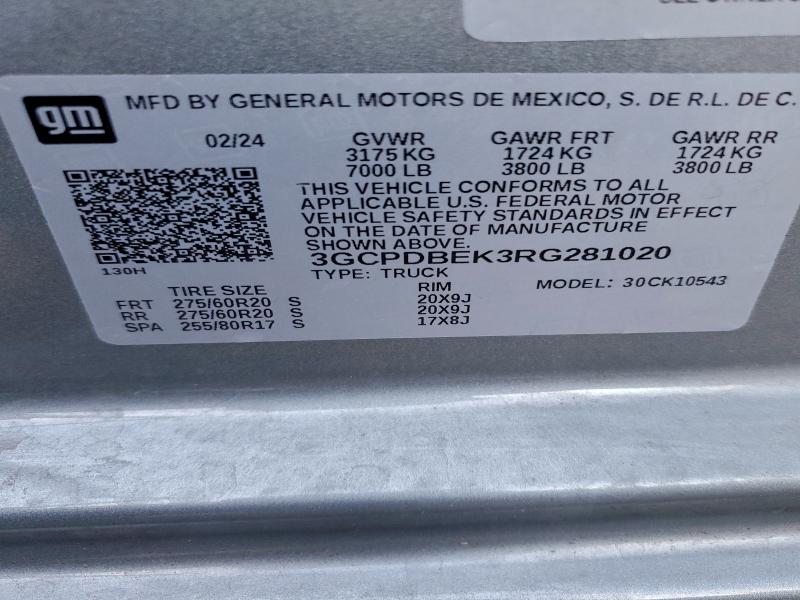 gm MFD BY GENERAL MOTORS DE MEXICO, S. DE R.L. DE C.
02/24 GVWR GAWR FRT GAWR RR
3175 KG 1724 KG 1724 KG
7000 LB 3800 LB 3800 LB
THIS VEHICLE CONFORMS TO ALL
APPLICABLE U.S. FEDERAL MOTOR
VEHICLE SAFETY STANDARDS IN EFFECT
ON THE DATE OF MANUFACTURE
SHOWN ABOVE.
3GCPDBEK3RG281020
130H TYPE: TRUCK MODEL: 30CK10543
TIRE SIZE RIM
FRT 275/60R20 S 20X9J
RR 275/60R20 S 20X9J
SPA 255/80R17 S 17X8J